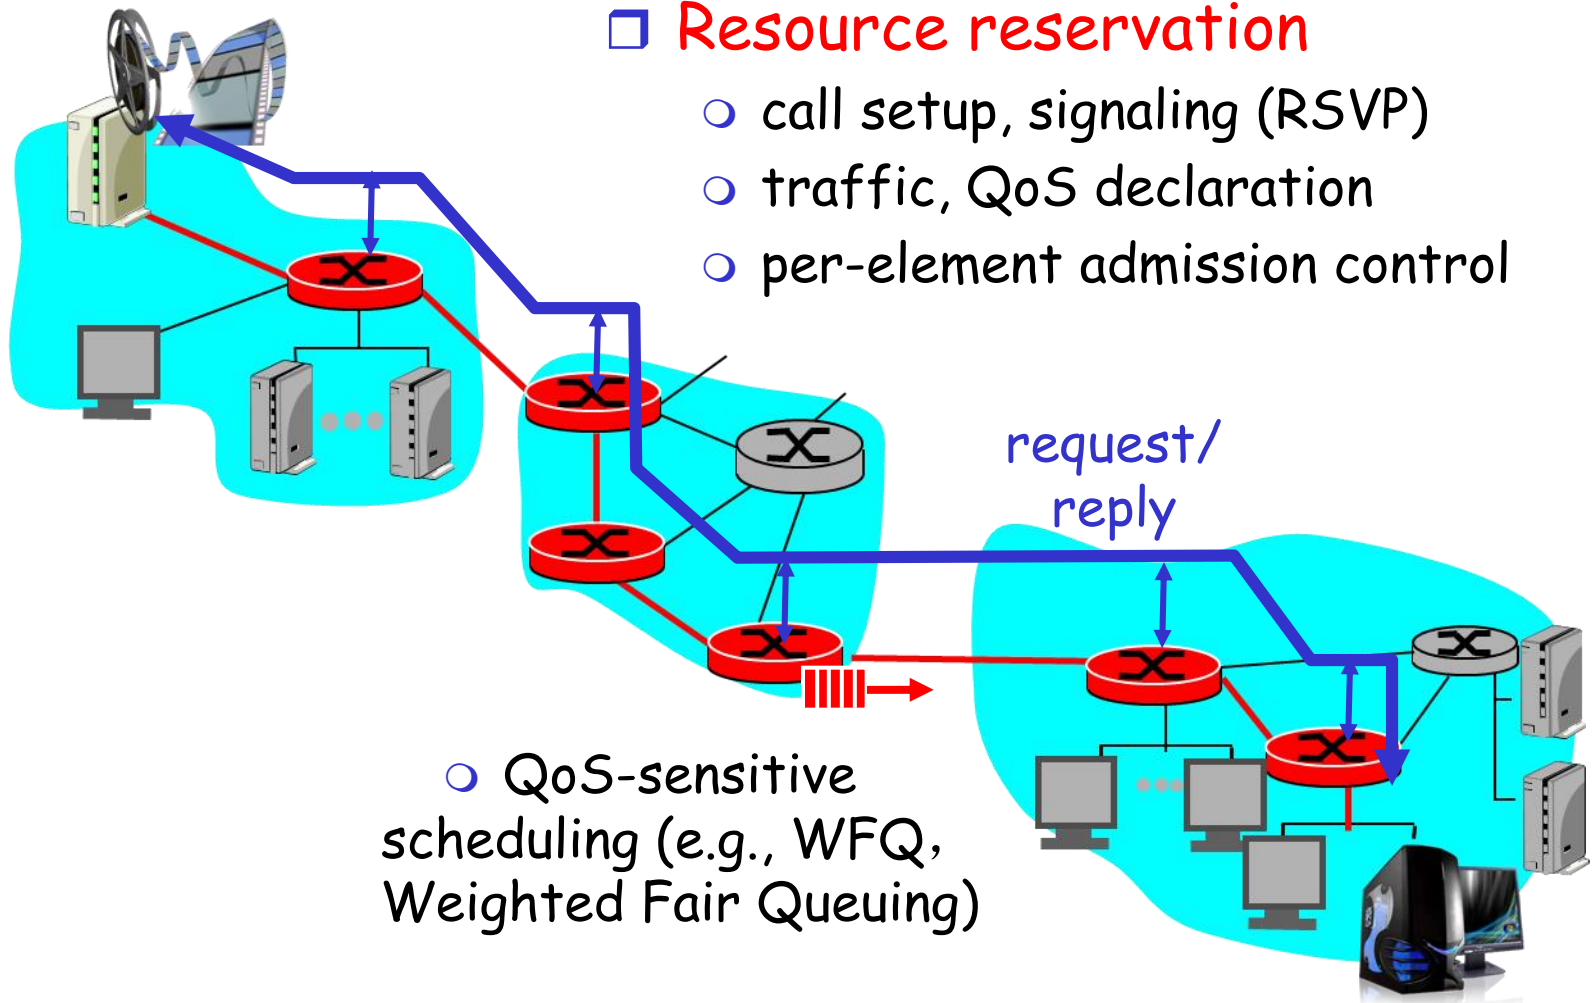 Resource reservation
call setup, signaling (RSVP)
traffic, QoS declaration
per-element admission control
request/
reply
QoS-sensitive
scheduling (e.g., WFQ，
Weighted Fair Queuing)